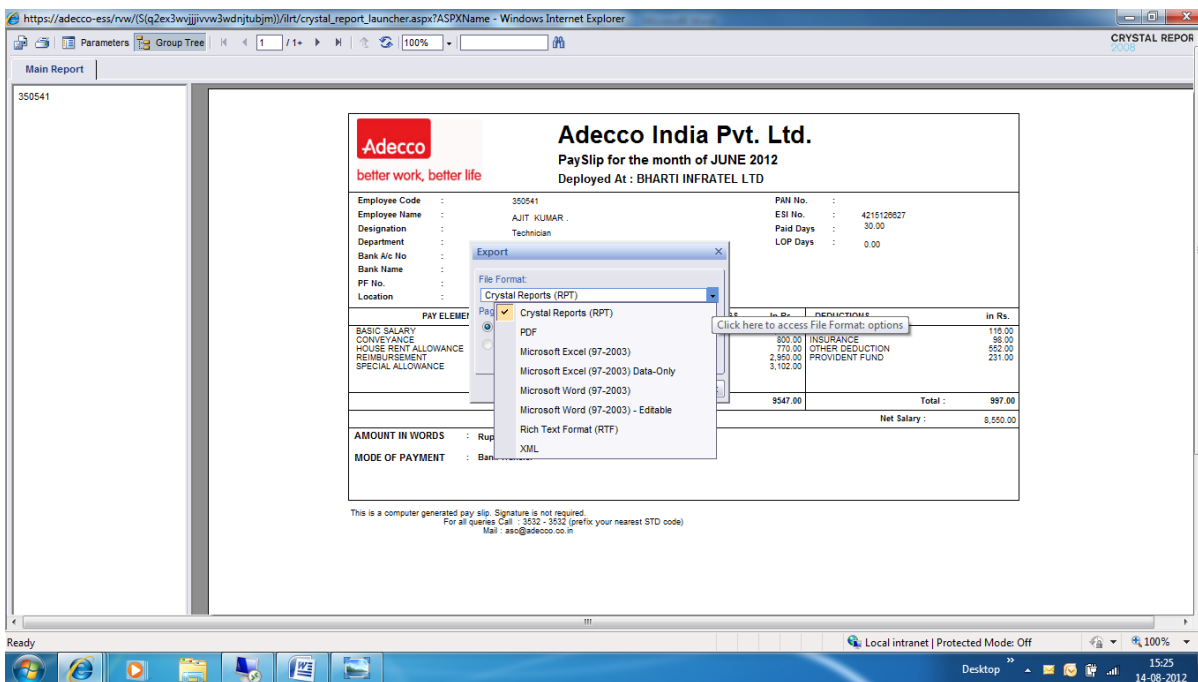 https://adecco-ess/rvw/(S(q2ex3wvjjjivvw3wdnjtubjm))/ilrt/crystal_report_launcher.aspx?ASPXName - Windows Internet Explorer
Parameters Group Tree 1 / 1+ 100%
CRYSTAL REPOR
2008
Main Report
350541
Adecco
better work, better life
Adecco India Pvt. Ltd.
PaySlip for the month of JUNE 2012
Deployed At : BHARTI INFRATEL LTD
Employee Code : 350541 PAN No. :
Employee Name : AJIT KUMAR . ESI No. : 4215126627
Designation : Technician Paid Days : 30.00
Department : LOP Days : 0.00
Bank A/c No :
Bank Name :
PF No. :
Location :
Export
File Format:
Crystal Reports (RPT)
Pag
Crystal Reports (RPT)
PDF
Microsoft Excel (97-2003)
Microsoft Excel (97-2003) Data-Only
Microsoft Word (97-2003)
Microsoft Word (97-2003) - Editable
Rich Text Format (RTF)
XML
Click here to access File Format: options
PAY ELEMEN in Rs. DEDUCTIONS in Rs.
BASIC SALARY 116.00
CONVEYANCE 800.00 INSURANCE 98.00
HOUSE RENT ALLOWANCE 770.00 OTHER DEDUCTION 552.00
REIMBURSEMENT 2,950.00 PROVIDENT FUND 231.00
SPECIAL ALLOWANCE 3,102.00
9547.00 Total : 997.00
Net Salary : 8,550.00
AMOUNT IN WORDS : Rup
MODE OF PAYMENT : Bank Transfer
This is a computer generated pay slip. Signature is not required.
For all queries Call : 3532 - 3532 (prefix your nearest STD code)
Mail : asc@adecco.co.in
Ready
Local intranet | Protected Mode: Off
100%
Desktop
15:25
14-08-2012